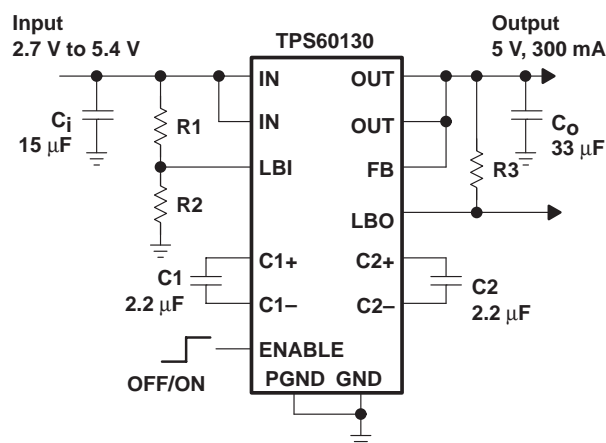 Input
2.7 V to 5.4 V
TPS60130
Output
5 V, 300 mA
IN
OUT
Ci
15 μF
R1
IN
OUT
Co
33 μF
LBI
FB
R3
R2
LBO
C1
2.2 μF
C1+
C2+
C2
2.2 μF
C1–
C2–
ENABLE
OFF/ON
PGND GND